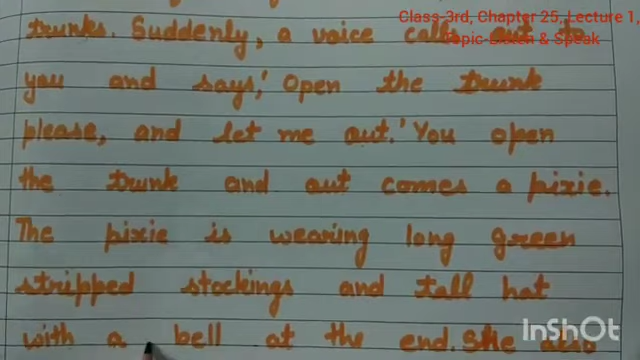 Class-3rd, Chapter 25, Lecture 1,
Topic-Listen & Speak
trunks. Suddenly, a voice calls out to
you and says,' Open the trunk
please, and let me out.' You open
the trunk and out comes a pixie.
The pixie is wearing long green
stripped stockings and tall hat
with a bell at the end. She also
InShOt